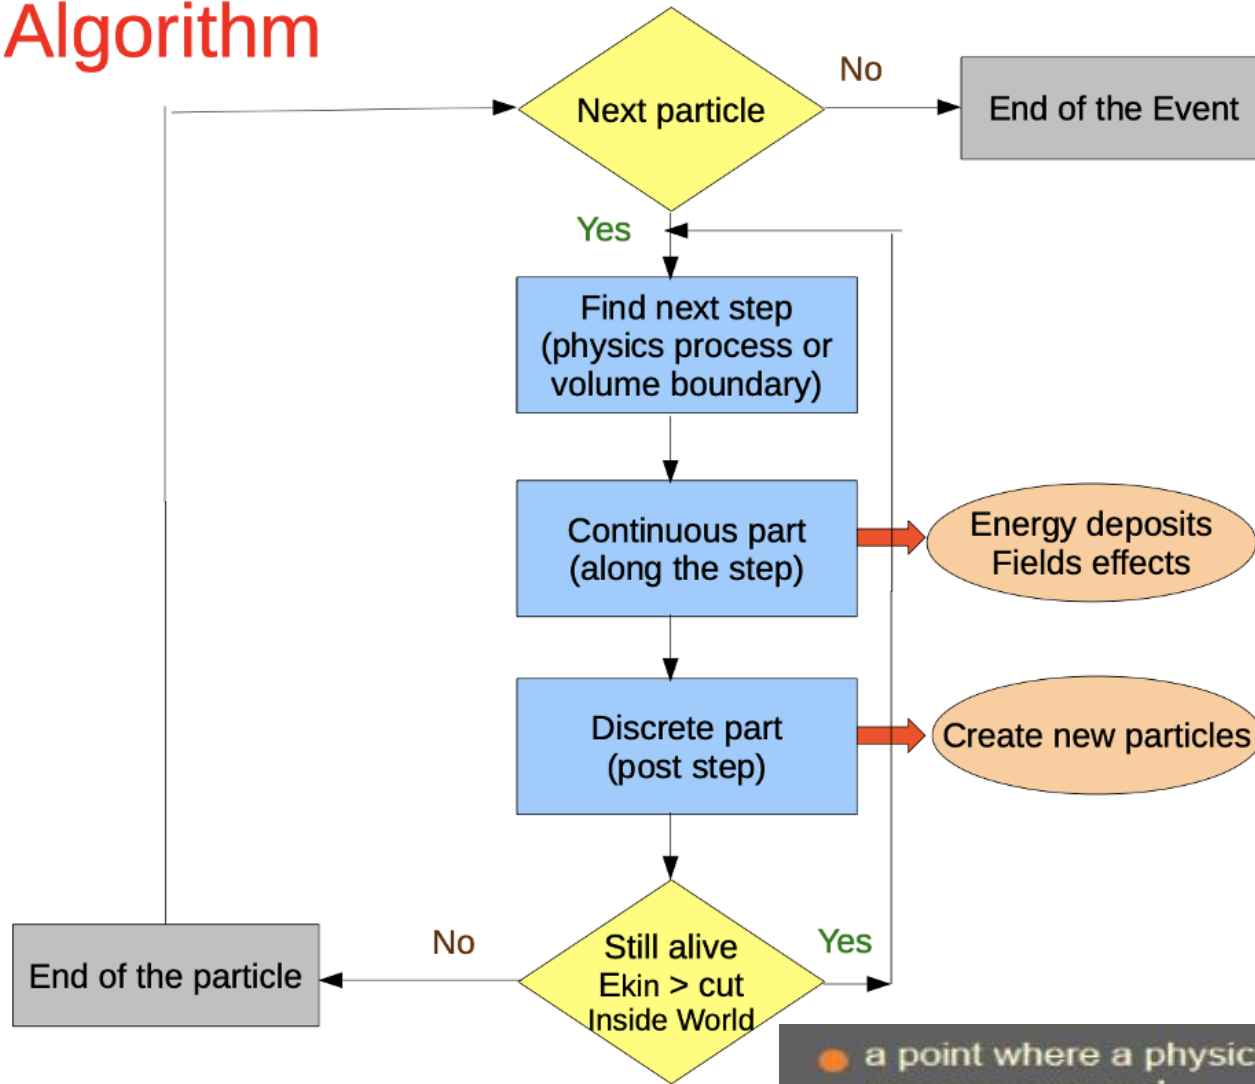 Algorithm
Next particle
No
End of the Event
Yes
Find next step
(physics process or
volume boundary)
Continuous part
(along the step)
Energy deposits
Fields effects
Discrete part
(post step)
Create new particles
No
Still alive
Ekin > cut
Inside World
Yes
End of the particle
a point where a physic